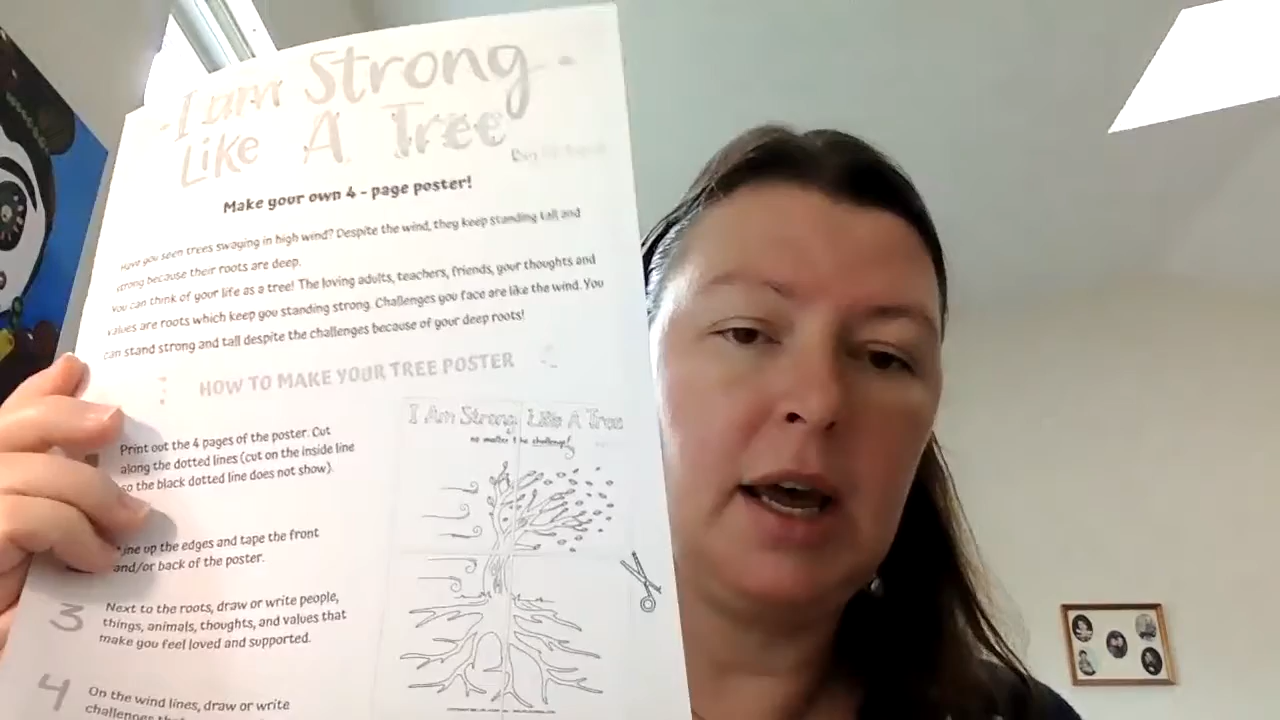 I am Strong
Like A Tree
Make your own 4 - page poster!
Have you seen trees swaying in high wind? Despite the wind, they keep standing tall and
strong because their roots are deep.
You can think of your life as a tree! The loving adults, teachers, friends, your thoughts and
values are roots which keep you standing strong. Challenges you face are like the wind. You
can stand strong and tall despite the challenges because of your deep roots!
HOW TO MAKE YOUR TREE POSTER
Print out the 4 pages of the poster. Cut
along the dotted lines (cut on the inside line
so the black dotted line does not show).
Line up the edges and tape the front
and/or back of the poster.
3 Next to the roots, draw or write people,
things, animals, thoughts, and values that
make you feel loved and supported.
4 On the wind lines, draw or write
challenges
I Am Strong Like A Tree
no matter the challenge!